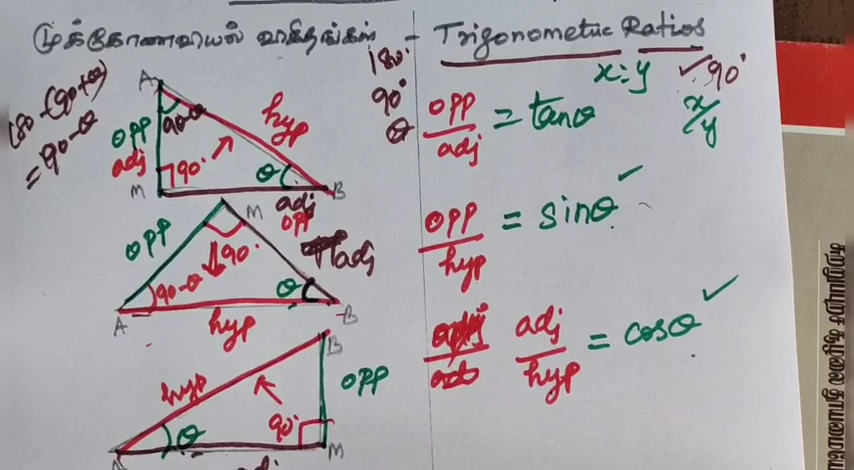 முக்கோணவியல் வாகிதங்கள் - Trigonometric Ratios
180°
90°
θ
x:y
✓90°
x/y
180-(90+θ)
= 90-θ
A
90-θ
hyp
opp
adj
90°
θ
M
adj
B
opp/adj = tanθ
M
opp
opp
adj
90°
90-θ
θ
A
hyp
B
opp/hyp = sinθ ✓
B
hyp
opp
90°
θ
M
adj/hyp = cosθ ✓